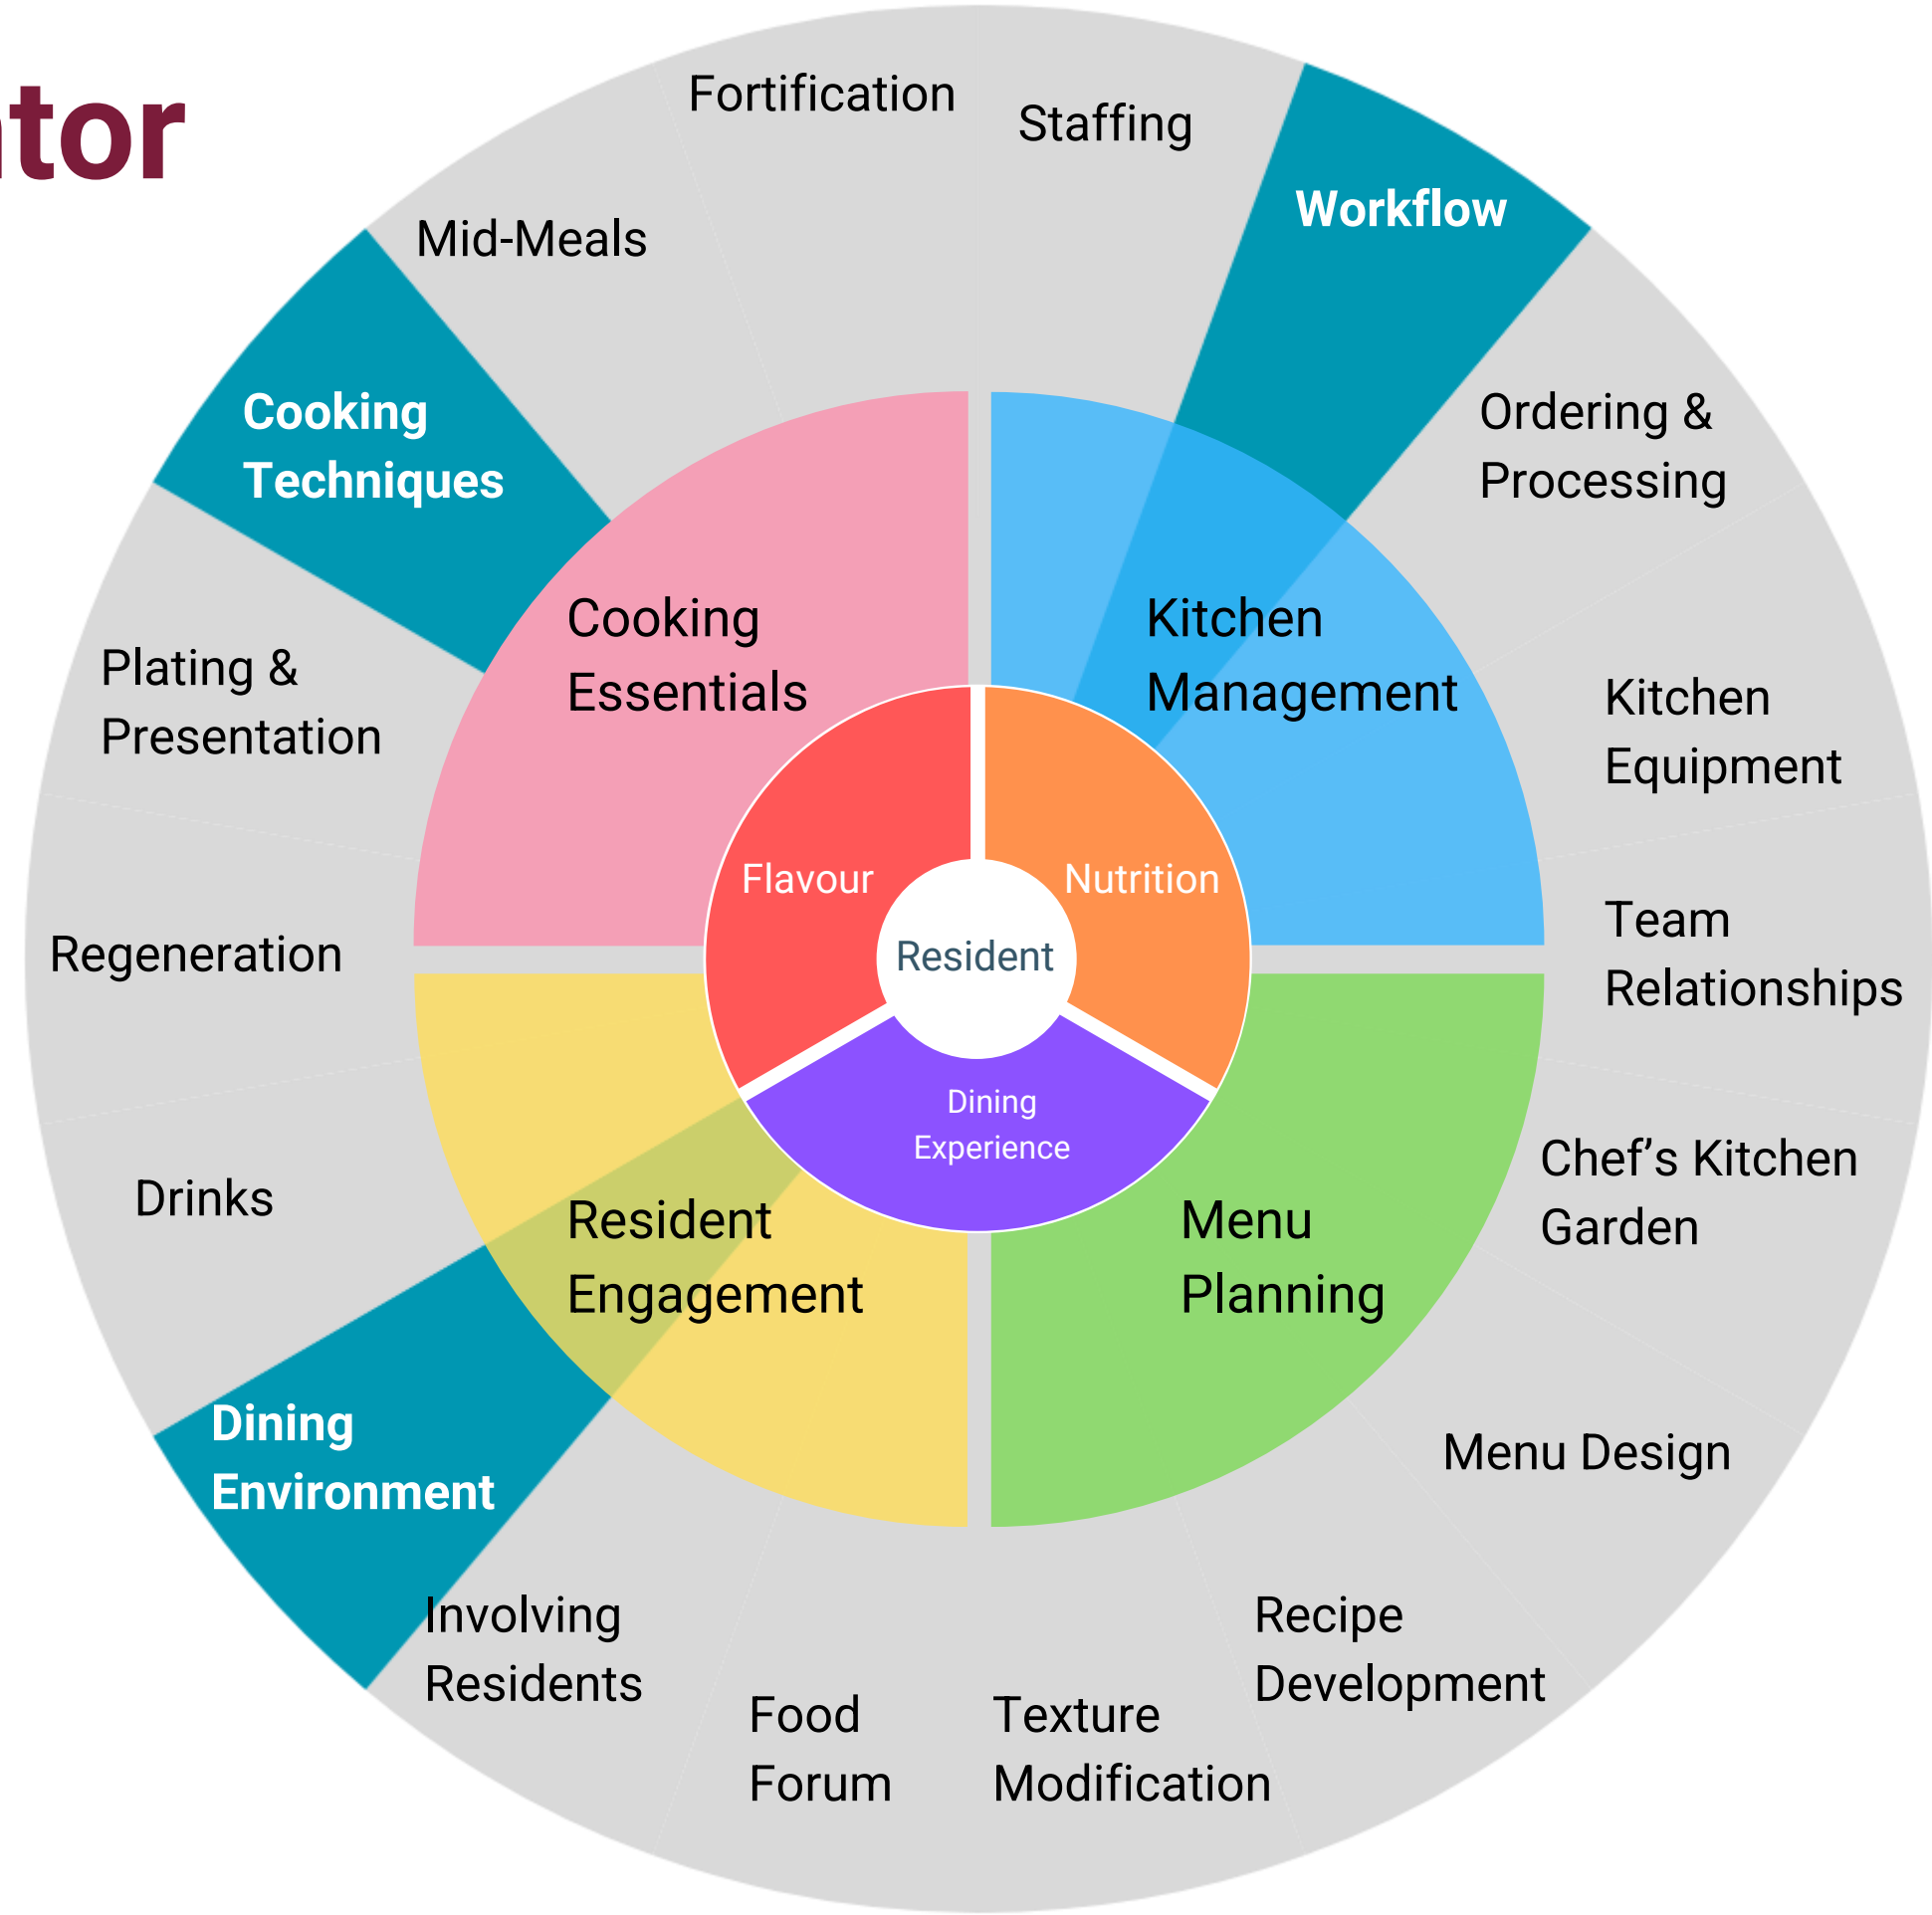 tor
Fortification
Staffing
Workflow
Mid-Meals
Cooking
Techniques
Ordering &
Processing
Plating &
Presentation
Kitchen
Equipment
Regeneration
Team
Relationships
Drinks
Chef’s Kitchen
Garden
Dining
Environment
Menu Design
Involving
Residents
Recipe
Development
Food
Forum
Texture
Modification
Cooking
Essentials
Kitchen
Management
Resident
Engagement
Menu
Planning
Flavour
Nutrition
Resident
Dining
Experience